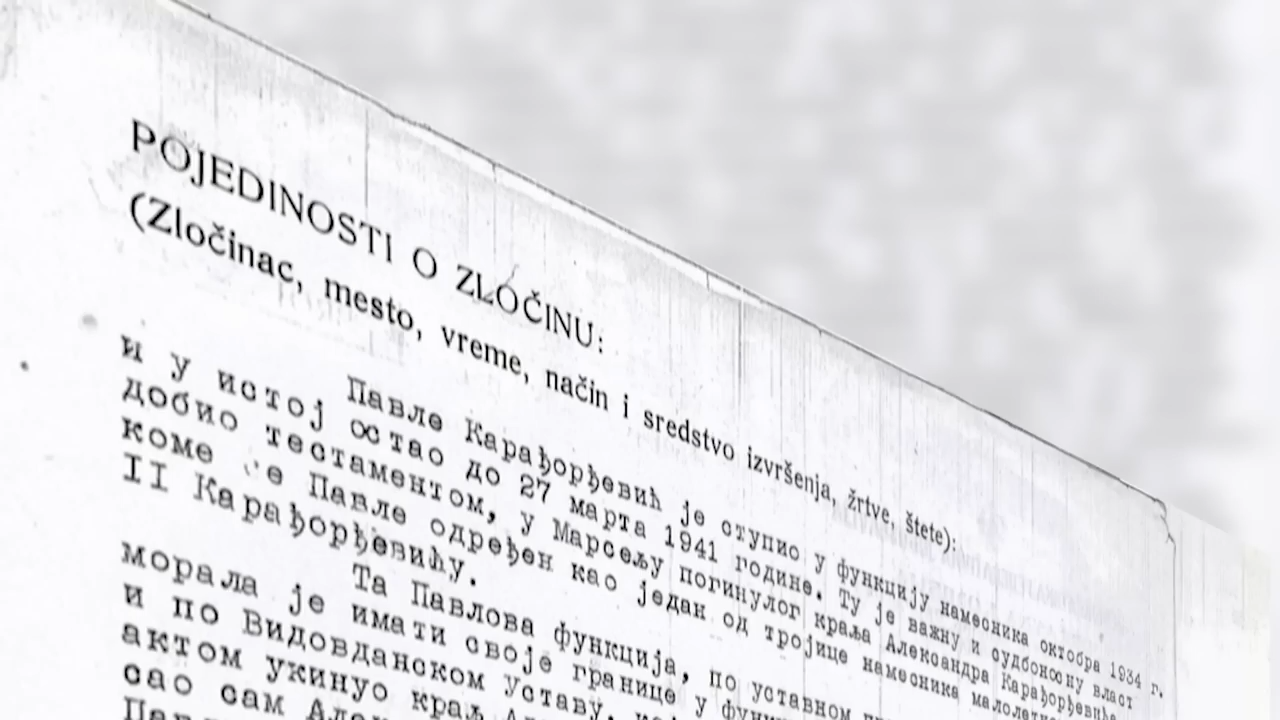 POJEDINOSTI O ZLOČINU:
(Zločinac, mesto, vreme, način i sredstvo izvršenja, žrtve, štete):
Павле Карађорђевић је ступио у функцију намесника октобра 1934 г.
и у истој остао до 27 марта 1941 године. Ту је важну и судбоносну власт
добио тестаментом, у Марсељу погинулог краља Александра Карађорђевића
коме је Павле одређен као један од тројице намесника
II Карађорђевићу.
Та Павлова функција, по уставном
морала је имати своје границе у
и по Видовданском Уставу,
актом укинуо краљ
сао сам